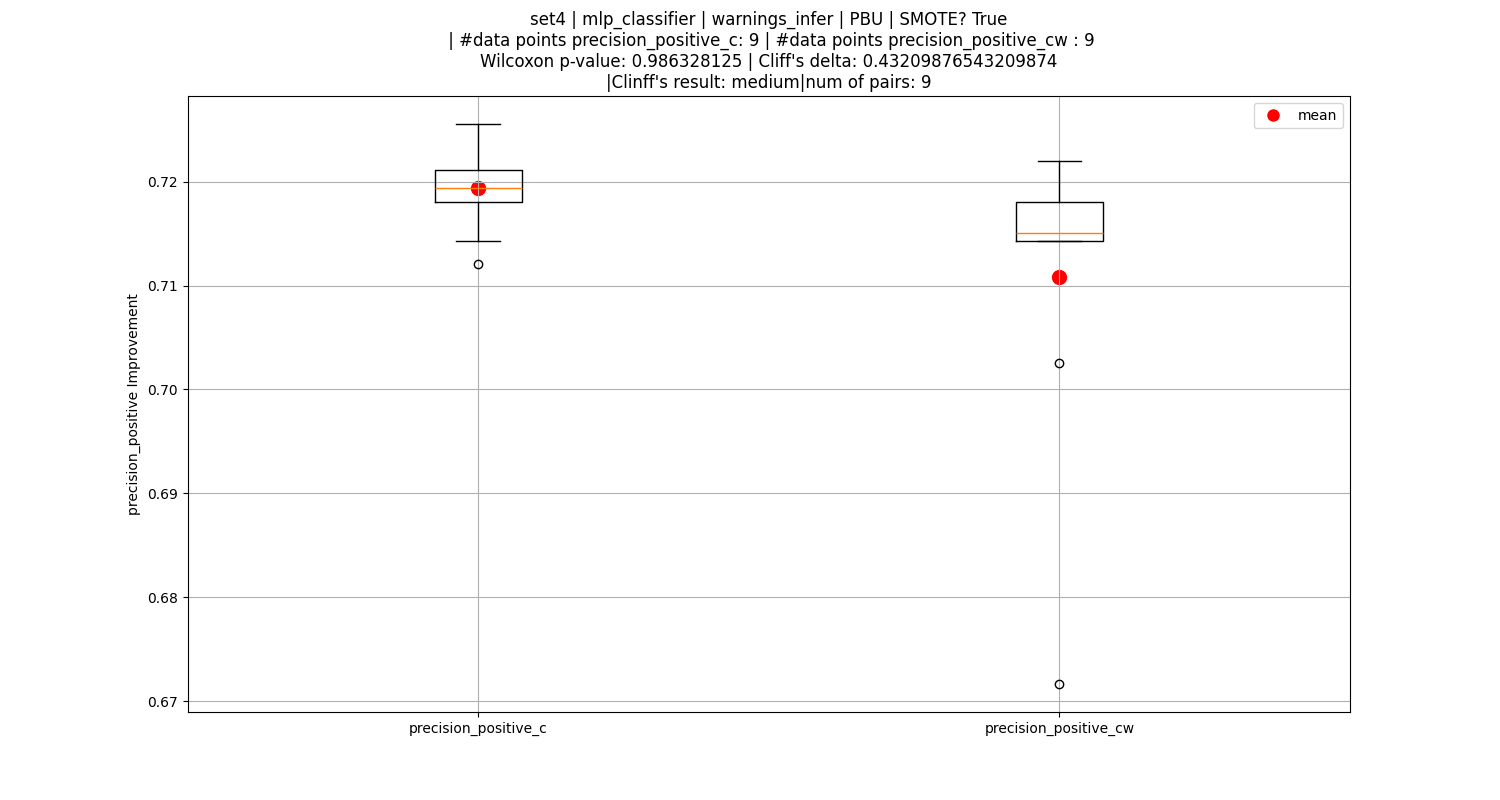 set4 | mlp_classifier | warnings_infer | PBU | SMOTE? True
| #data points precision_positive_c: 9 | #data points precision_positive_cw : 9
Wilcoxon p-value: 0.986328125 | Cliff's delta: 0.43209876543209874
|Clinff's result: medium|num of pairs: 9
mean
0.72
0.71
0.70
0.69
0.68
0.67
precision_positive Improvement
precision_positive_c
precision_positive_cw